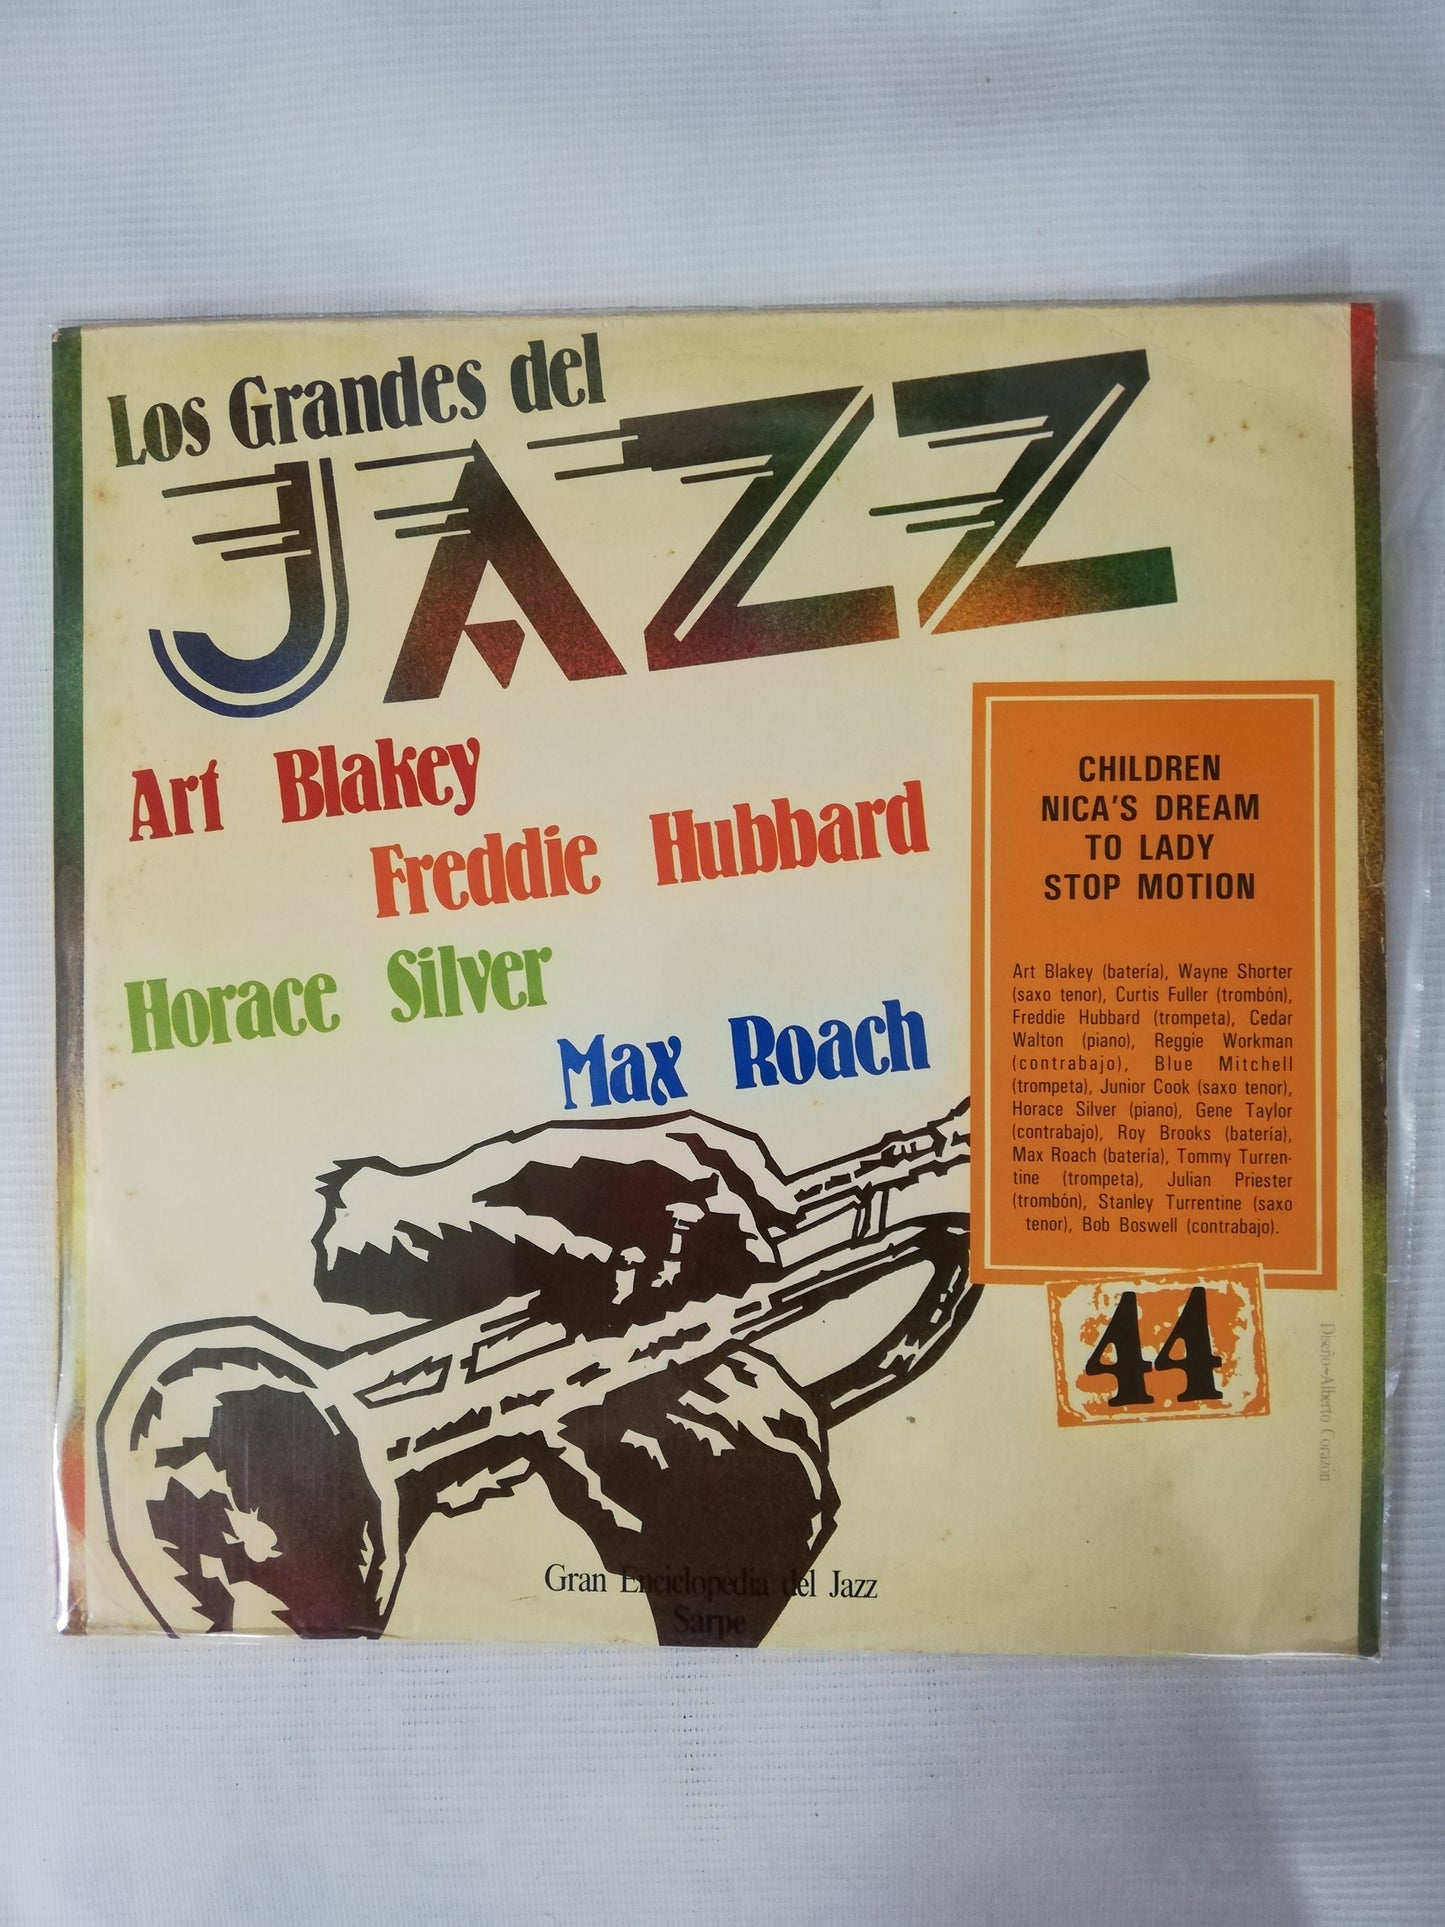 Los Grandes del
JAZZ
Art Blakey
Freddie Hubbard
Horace Silver
Max Roach
CHILDREN
NICA'S DREAM
TO LADY
STOP MOTION
Art Blakey (batería), Wayne Shorter
(saxo tenor), Curtis Fuller (trombón),
Freddie Hubbard (trompeta), Cedar
Walton (piano), Reggie Workman
(contrabajo), Blue Mitchell
(trompeta), Junior Cook (saxo tenor),
Horace Silver (piano), Gene Taylor
(contrabajo), Roy Brooks (batería),
Max Roach (batería), Tommy Turren-
tine (trompeta), Julian Priester
(trombón), Stanley Turrentine (saxo
tenor), Bob Boswell (contrabajo).
44
Diseño~Alberto Corazón
Gran Enciclopedia del Jazz
Sarpe